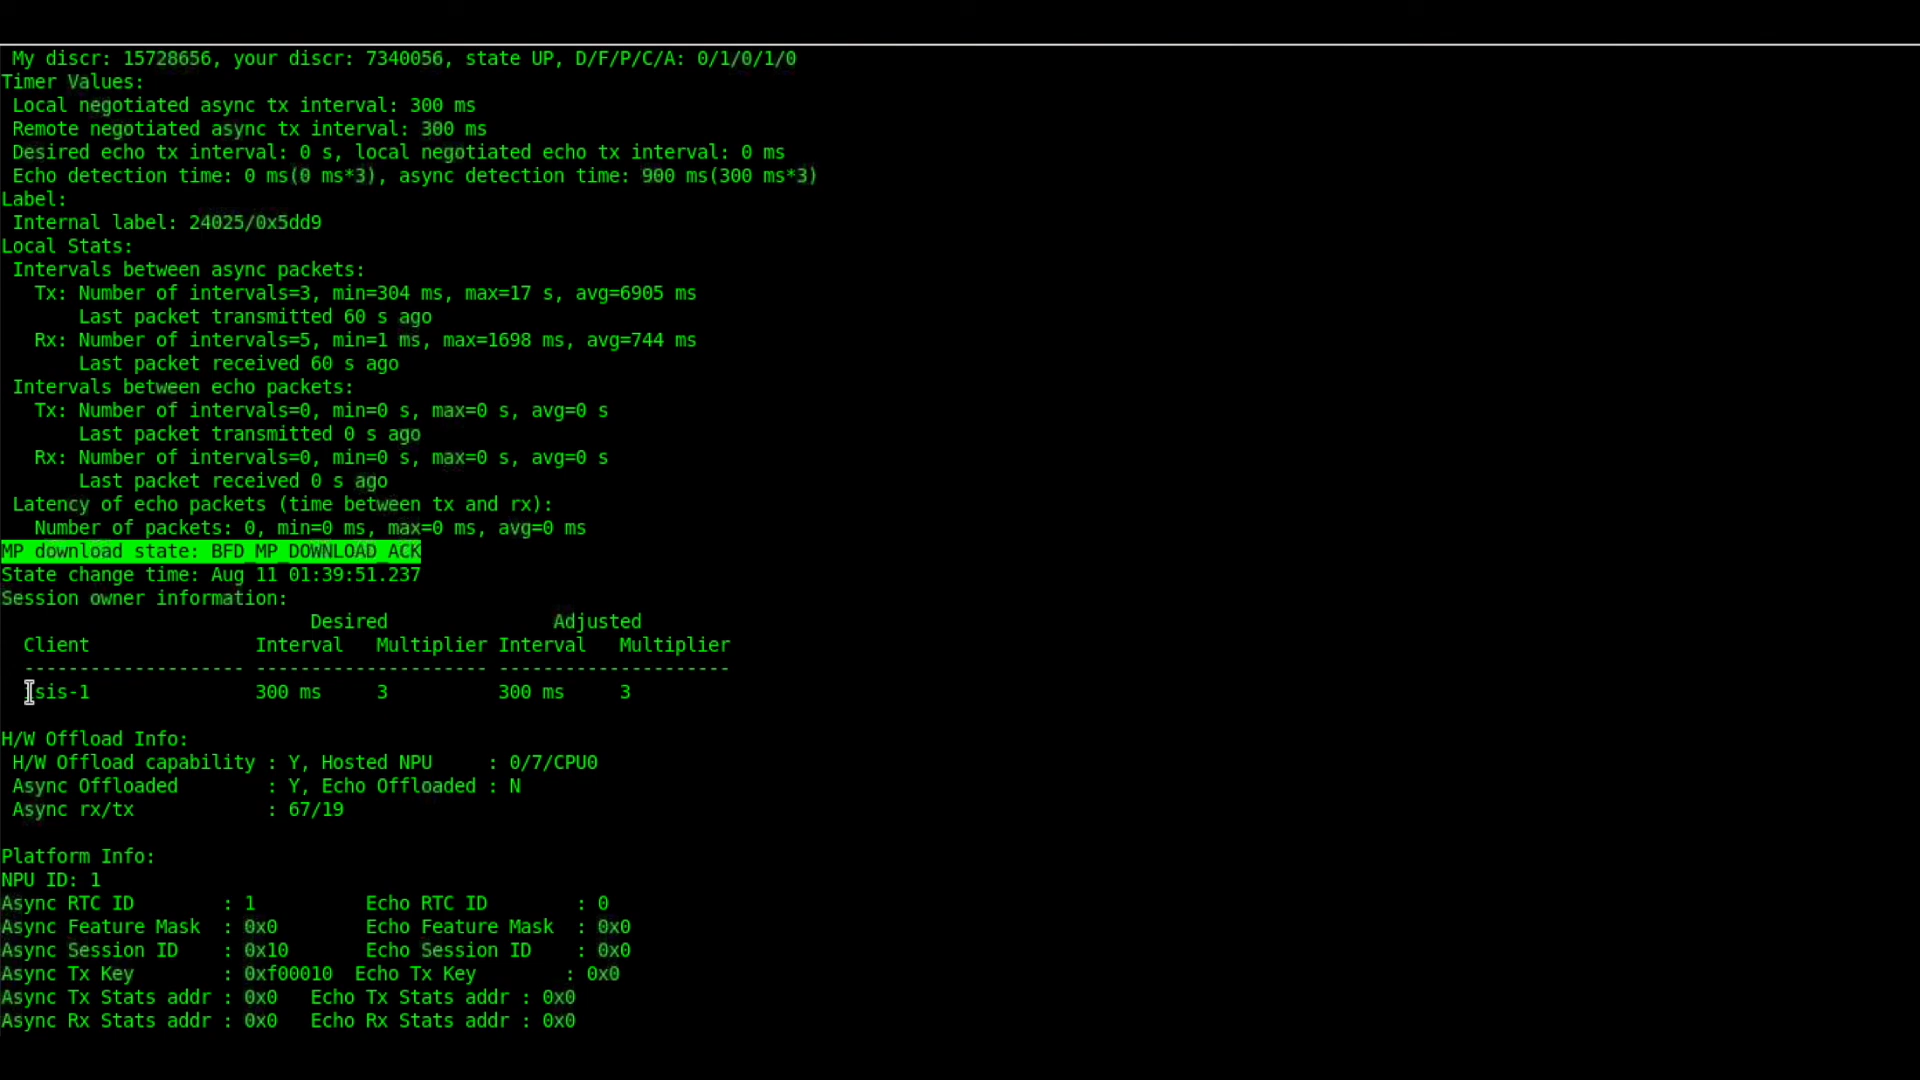 My discr: 15728656, your discr: 7340056, state UP, D/F/P/C/A: 0/1/0/1/0
Timer Values:
Local negotiated async tx interval: 300 ms
Remote negotiated async tx interval: 300 ms
Desired echo tx interval: 0 s, local negotiated echo tx interval: 0 ms
Echo detection time: 0 ms(0 ms*3), async detection time: 900 ms(300 ms*3)
Label:
Internal label: 24025/0x5dd9
Local Stats:
Intervals between async packets:
Tx: Number of intervals=3, min=304 ms, max=17 s, avg=6905 ms
Last packet transmitted 60 s ago
Rx: Number of intervals=5, min=1 ms, max=1698 ms, avg=744 ms
Last packet received 60 s ago
Intervals between echo packets:
Tx: Number of intervals=0, min=0 s, max=0 s, avg=0 s
Last packet transmitted 0 s ago
Rx: Number of intervals=0, min=0 s, max=0 s, avg=0 s
Last packet received 0 s ago
Latency of echo packets (time between tx and rx):
Number of packets: 0, min=0 ms, max=0 ms, avg=0 ms
MP download state: BFD_MP_DOWNLOAD_ACK
State change time: Aug 11 01:39:51.237
Session owner information:
Desired Adjusted
Client Interval Multiplier Interval Multiplier
-------------------- --------------------- ---------------------
isis-1 300 ms 3 300 ms 3
H/W Offload Info:
H/W Offload capability : Y, Hosted NPU : 0/7/CPU0
Async Offloaded : Y, Echo Offloaded : N
Async rx/tx : 67/19
Platform Info:
NPU ID: 1
Async RTC ID : 1 Echo RTC ID : 0
Async Feature Mask : 0x0 Echo Feature Mask : 0x0
Async Session ID : 0x10 Echo Session ID : 0x0
Async Tx Key : 0xf00010 Echo Tx Key : 0x0
Async Tx Stats addr : 0x0 Echo Tx Stats addr : 0x0
Async Rx Stats addr : 0x0 Echo Rx Stats addr : 0x0